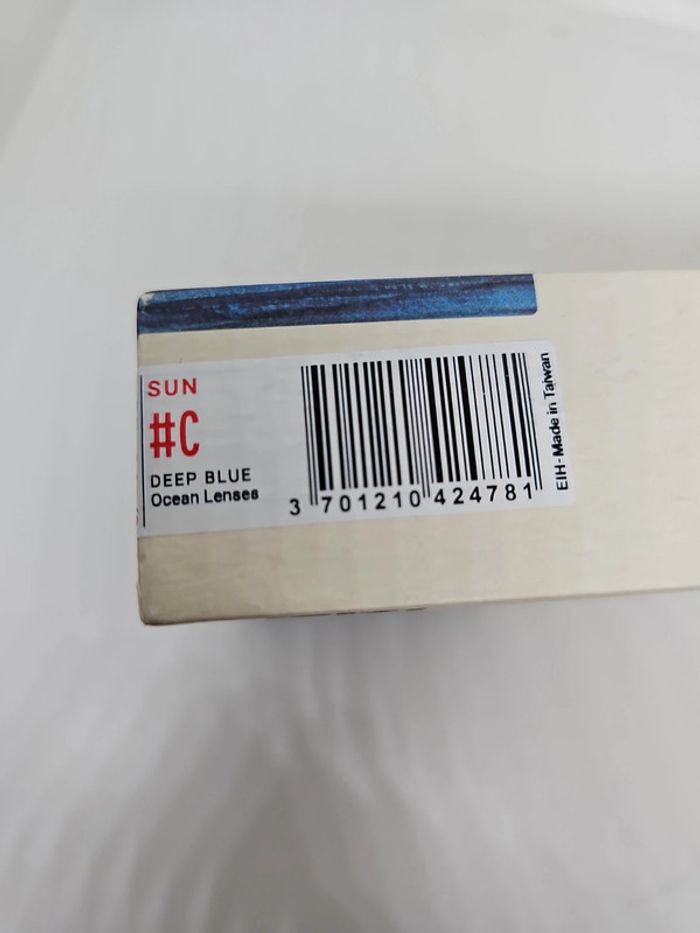 SUN
#C
DEEP BLUE
Ocean Lenses
3 701210 424781
EIH-Made in Taiwan